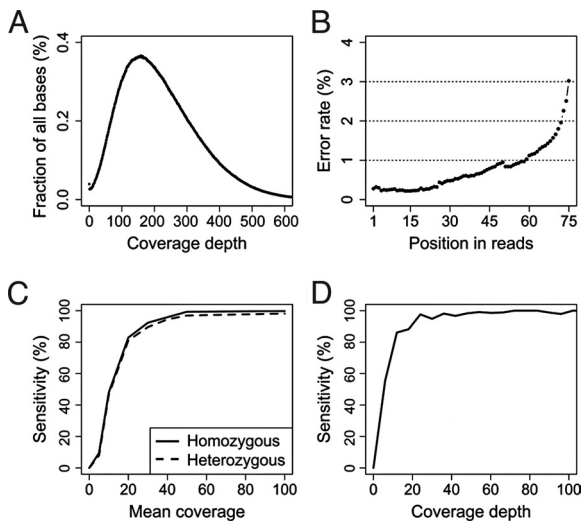 A
Fraction of all bases (%)
0.4
0.2
0.0
0 100 200 300 400 500 600
Coverage depth
B
Error rate (%)
4
3
2
1
0
1 15 30 45 60 75
Position in reads
C
Sensitivity (%)
100
80
60
40
20
0
Homozygous
Heterozygous
0 20 40 60 80 100
Mean coverage
D
Sensitivity (%)
100
80
60
40
20
0
0 20 40 60 80 100
Coverage depth